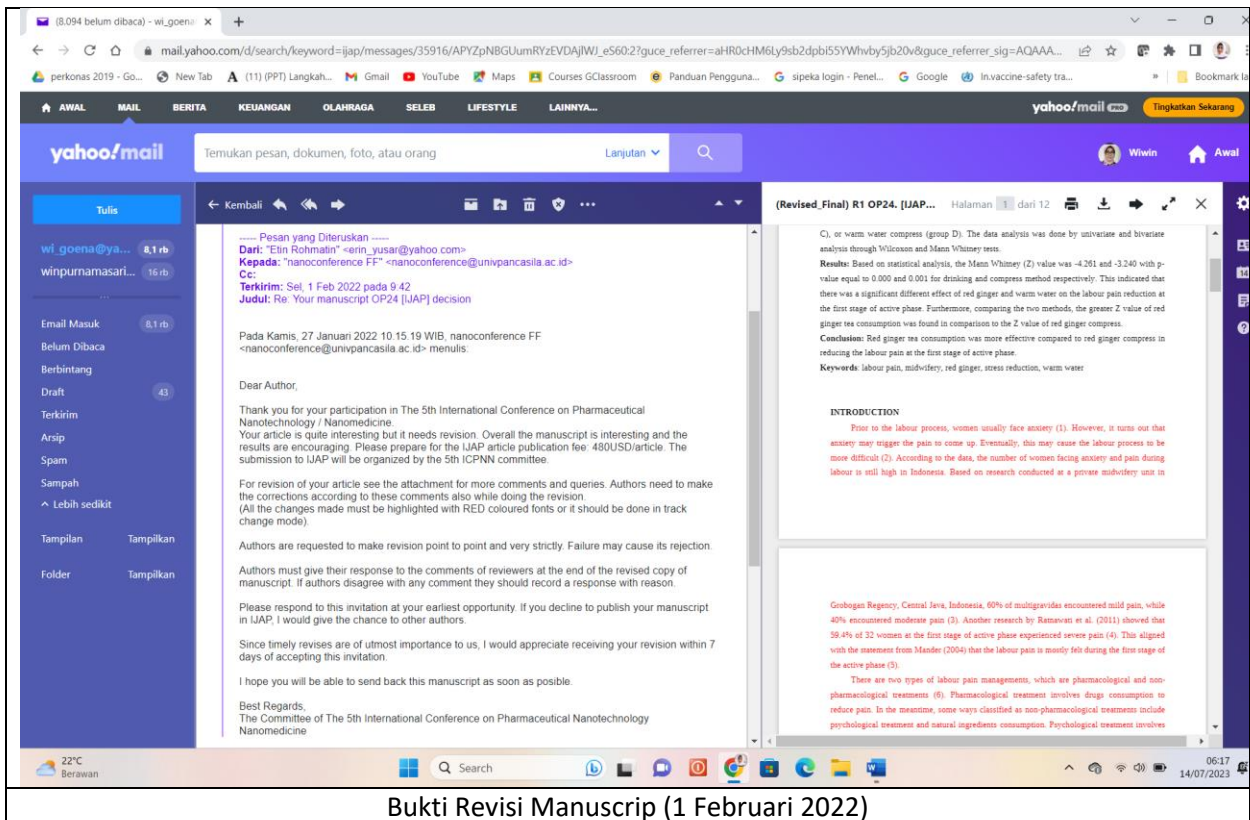 (8.094 belum dibaca) - wi_goena
mail.yahoo.com/d/search/keyword=ijap/messages/35916/APYZpNBGUumRYzEVDAjlWJ_eS60:2?guce_referrer=aHR0cHM6Ly9sb2dpbi55YWhvby5jb20v&guce_referrer_sig=AQAAA...
perkonas 2019 - Go...
New Tab
(11) (PPT) Langkah...
Gmail
YouTube
Maps
Courses GClassroom
Panduan Pengguna...
sipeka login - Penel...
Google
In.vaccine-safety tra...
»
Bookmark la
AWAL MAIL BERITA KEUANGAN OLAHRAGA SELEB LIFESTYLE LAINNYA...
yahoo!mail PRO
Tingkatkan Sekarang
yahoo!mail
Temukan pesan, dokumen, foto, atau orang
Lanjutan
Wiwin
Awal
Tulis
wi_goena@ya... 8,1 rb
winpurnamasari... 16 rb
Email Masuk 8,1 rb
Belum Dibaca
Berbintang
Draft 43
Terkirim
Arsip
Spam
Sampah
Lebih sedikit
Tampilan Tampilkan
Folder Tampilkan
Kembali
----- Pesan yang Diteruskan -----
Dari: "Etin Rohmatin" <erin_yusar@yahoo.com>
Kepada: "nanoconference FF" <nanoconference@univpancasila.ac.id>
Cc:
Terkirim: Sel, 1 Feb 2022 pada 9.42
Judul: Re: Your manuscript OP24 [IJAP] decision
Pada Kamis, 27 Januari 2022 10.15.19 WIB, nanoconference FF
<nanoconference@univpancasila.ac.id> menulis:
Dear Author,
Thank you for your participation in The 5th International Conference on Pharmaceutical
Nanotechnology / Nanomedicine.
Your article is quite interesting but it needs revision. Overall the manuscript is interesting and the
results are encouraging. Please prepare for the IJAP article publication fee: 480USD/article. The
submission to IJAP will be organized by the 5th ICPNN committee.
For revision of your article see the attachment for more comments and queries. Authors need to make
the corrections according to these comments also while doing the revision.
(All the changes made must be highlighted with RED coloured fonts or it should be done in track
change mode).
Authors are requested to make revision point to point and very strictly. Failure may cause its rejection.
Authors must give their response to the comments of reviewers at the end of the revised copy of
manuscript. If authors disagree with any comment they should record a response with reason.
Please respond to this invitation at your earliest opportunity. If you decline to publish your manuscript
in IJAP, I would give the chance to other authors.
Since timely revises are of utmost importance to us, I would appreciate receiving your revision within 7
days of accepting this invitation.
I hope you will be able to send back this manuscript as soon as posible.
Best Regards,
The Committee of The 5th International Conference on Pharmaceutical Nanotechnology
Nanomedicine
(Revised_Final) R1 OP24. [IJAP...
Halaman 1 dari 12
C), or warm water compress (group D). The data analysis was done by univariate and bivariate
analysis through Wilcoxon and Mann Whitney tests.
Results: Based on statistical analysis, the Mann Whitney (Z) value was -4.261 and -3.240 with p-
value equal to 0.000 and 0.001 for drinking and compress method respectively. This indicated that
there was a significant different effect of red ginger and warm water on the labour pain reduction at
the first stage of active phase. Furthermore, comparing the two methods, the greater Z value of red
ginger tea consumption was found in comparison to the Z value of red ginger compress.
Conclusion: Red ginger tea consumption was more effective compared to red ginger compress in
reducing the labour pain at the first stage of active phase.
Keywords: labour pain, midwifery, red ginger, stress reduction, warm water
INTRODUCTION
Prior to the labour process, women usually face anxiety (1). However, it turns out that
anxiety may trigger the pain to come up. Eventually, this may cause the labour process to be
more difficult (2). According to the data, the number of women facing anxiety and pain during
labour is still high in Indonesia. Based on research conducted at a private midwifery unit in
Grobogan Regency, Central Java, Indonesia, 60% of multigravidas encountered mild pain, while
40% encountered moderate pain (3). Another research by Ramawan et al. (2011) showed that
59.4% of 32 women at the first stage of active phase experienced severe pain (4). This aligned
with the statement from Mander (2004) that the labour pain is mostly felt during the first stage of
the active phase (5).
There are two types of labour pain managements, which are pharmacological and non-
pharmacological treatments (6). Pharmacological treatment involves drugs consumption to
reduce pain. In the meantime, some ways classified as non-pharmacological treatments include
psychological treatment and natural ingredients consumption. Psychological treatment involves
14
22°C
Berawan
Search
06:17
14/07/2023
Bukti Revisi Manuscrip (1 Februari 2022)